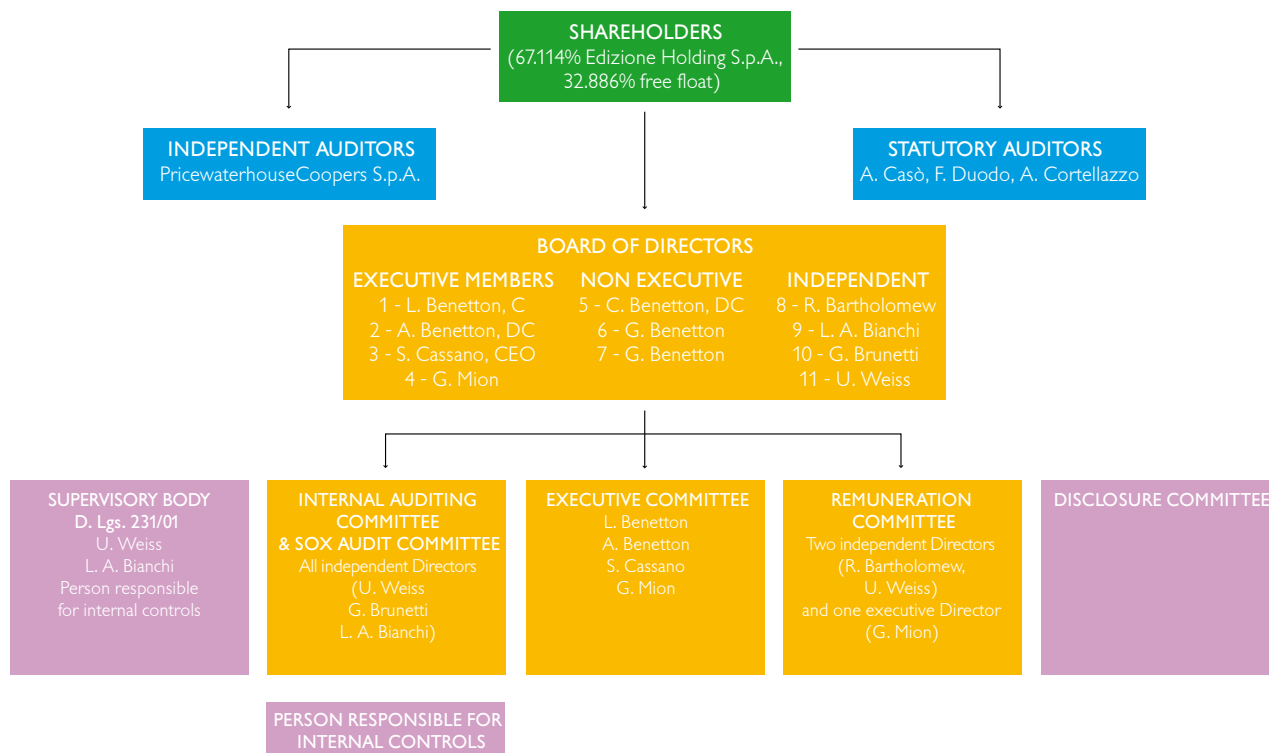 SHAREHOLDERS
(67.114% Edizione Holding S.p.A.,
32.886% free float)
INDEPENDENT AUDITORS
PricewaterhouseCoopers S.p.A.
STATUTORY AUDITORS
A. Casò, F. Duodo, A. Cortellazzo
BOARD OF DIRECTORS
EXECUTIVE MEMBERS
1 - L. Benetton, C
2 - A. Benetton, DC
3 - S. Cassano, CEO
4 - G. Mion
NON EXECUTIVE
5 - C. Benetton, DC
6 - G. Benetton
7 - G. Benetton
INDEPENDENT
8 - R. Bartholomew
9 - L. A. Bianchi
10 - G. Brunetti
11 - U. Weiss
SUPERVISORY BODY
D. Lgs. 231/01
U. Weiss
L. A. Bianchi
Person responsible
for internal controls
INTERNAL AUDITING
COMMITTEE
& SOX AUDIT COMMITTEE
All independent Directors
(U. Weiss
G. Brunetti
L. A. Bianchi)
EXECUTIVE COMMITTEE
L. Benetton
A. Benetton
S. Cassano
G. Mion
REMUNERATION
COMMITTEE
Two independent Directors
(R. Bartholomew,
U. Weiss)
and one executive Director
(G. Mion)
DISCLOSURE COMMITTEE
PERSON RESPONSIBLE FOR
INTERNAL CONTROLS